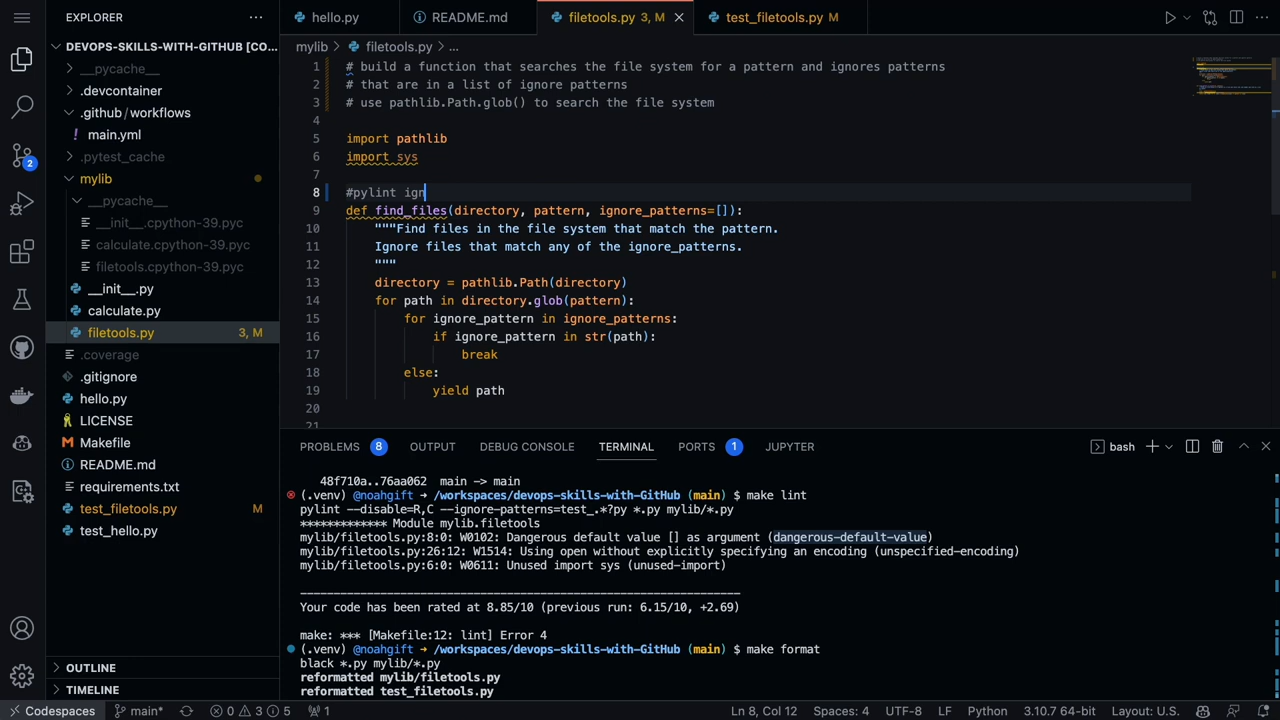 EXPLORER
DEVOPS-SKILLS-WITH-GITHUB [CO...
__pycache__
.devcontainer
.github/workflows
main.yml
.pytest_cache
mylib
__pycache__
__init__.cpython-39.pyc
calculate.cpython-39.pyc
filetools.cpython-39.pyc
__init__.py
calculate.py
filetools.py 3, M
.coverage
.gitignore
hello.py
LICENSE
Makefile
README.md
requirements.txt
test_filetools.py M
test_hello.py
OUTLINE
TIMELINE
2
hello.py README.md filetools.py 3, M test_filetools.py M
mylib > filetools.py > ...
1 # build a function that searches the file system for a pattern and ignores patterns
2 # that are in a list of ignore patterns
3 # use pathlib.Path.glob() to search the file system
4
5 import pathlib
6 import sys
7
8 #pylint ign
9 def find_files(directory, pattern, ignore_patterns=[]):
10 """Find files in the file system that match the pattern.
11 Ignore files that match any of the ignore_patterns.
12 """
13 directory = pathlib.Path(directory)
14 for path in directory.glob(pattern):
15 for ignore_pattern in ignore_patterns:
16 if ignore_pattern in str(path):
17 break
18 else:
19 yield path
20
21
PROBLEMS 8 OUTPUT DEBUG CONSOLE TERMINAL PORTS 1 JUPYTER bash
48f710a..76aa062 main -> main
(.venv) @noahgift → /workspaces/devops-skills-with-GitHub (main) $ make lint
pylint --disable=R,C --ignore-patterns=test_.*?py *.py mylib/*.py
************* Module mylib.filetools
mylib/filetools.py:8:0: W0102: Dangerous default value [] as argument (dangerous-default-value)
mylib/filetools.py:26:12: W1514: Using open without explicitly specifying an encoding (unspecified-encoding)
mylib/filetools.py:6:0: W0611: Unused import sys (unused-import)
-------------------------------------------------------------
Your code has been rated at 8.85/10 (previous run: 6.15/10, +2.69)
make: *** [Makefile:12: lint] Error 4
(.venv) @noahgift → /workspaces/devops-skills-with-GitHub (main) $ make format
black *.py mylib/*.py
reformatted mylib/filetools.py
reformatted test_filetools.py
Codespaces main* 0 3 5 1 Ln 8, Col 12 Spaces: 4 UTF-8 LF Python 3.10.7 64-bit Layout: U.S.